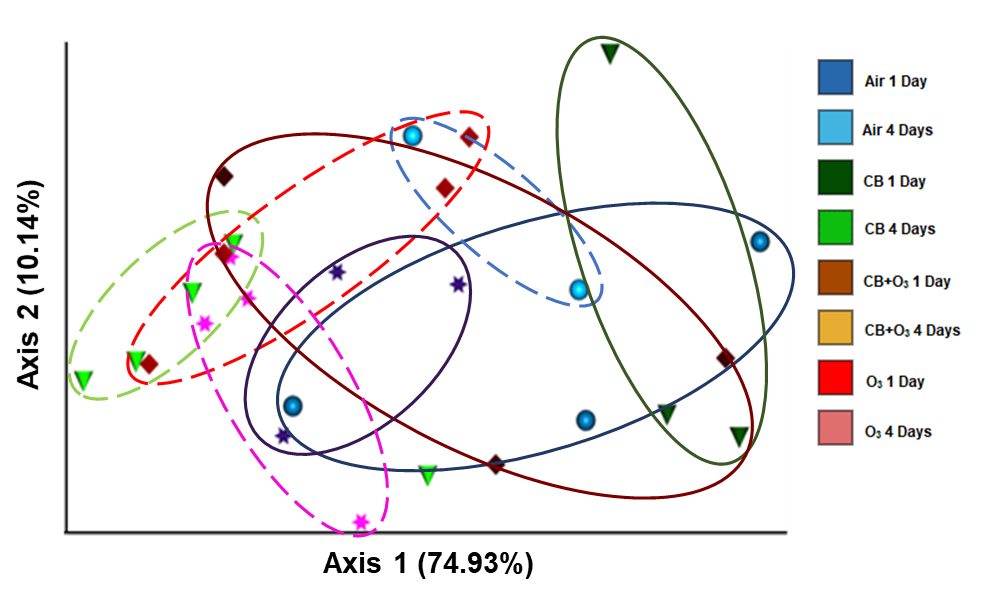 Axis 2 (10.14%)
Axis 1 (74.93%)
Air 1 Day
Air 4 Days
CB 1 Day
CB 4 Days
CB+O₃ 1 Day
CB+O₃ 4 Days
O₃ 1 Day
O₃ 4 Days